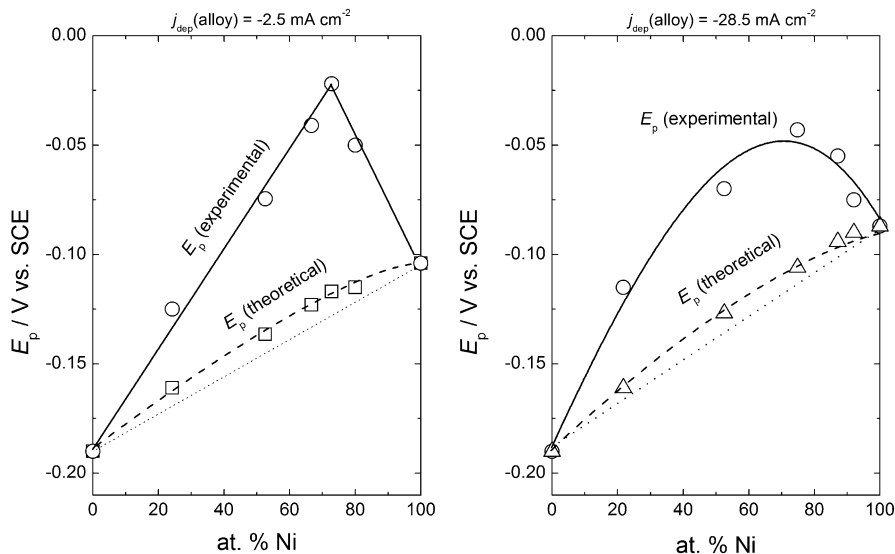 j_dep(alloy) = -2.5 mA cm⁻²
0.00
-0.05
-0.10
-0.15
-0.20
E_p / V vs. SCE
E_p (experimental)
E_p (theoretical)
0 20 40 60 80 100
at. % Ni
j_dep(alloy) = -28.5 mA cm⁻²
0.00
-0.05
-0.10
-0.15
-0.20
E_p / V vs. SCE
E_p (experimental)
E_p (theoretical)
0 20 40 60 80 100
at. % Ni